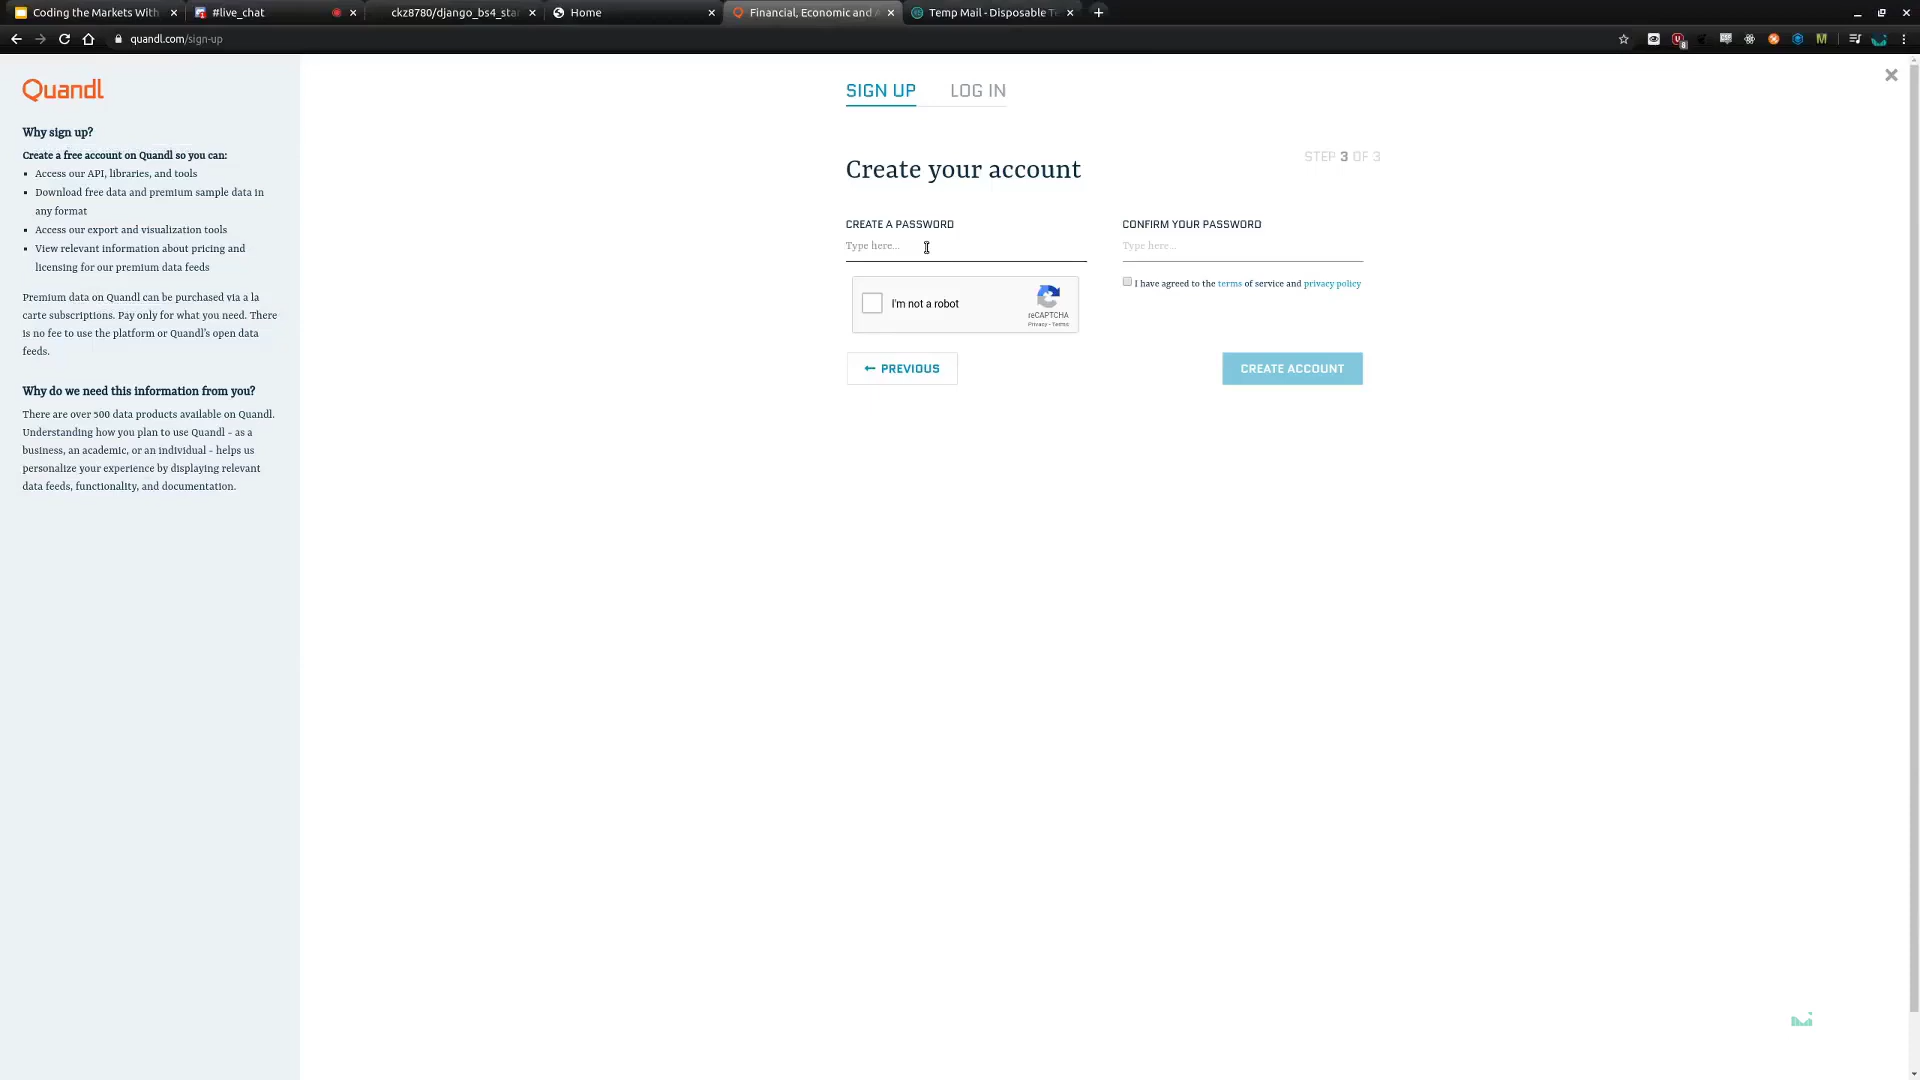 Coding the Markets With
#live_chat
ckz8780/django_bs4_sta
Home
Financial, Economic and A
Temp Mail - Disposable Te
quandl.com/sign-up
Quandl
Why sign up?
Create a free account on Quandl so you can:
Access our API, libraries, and tools
Download free data and premium sample data in
any format
Access our export and visualization tools
View relevant information about pricing and
licensing for our premium data feeds
Premium data on Quandl can be purchased via a la
carte subscriptions. Pay only for what you need. There
is no fee to use the platform or Quandl's open data
feeds.
Why do we need this information from you?
There are over 500 data products available on Quandl.
Understanding how you plan to use Quandl - as a
business, an academic, or an individual - helps us
personalize your experience by displaying relevant
data feeds, functionality, and documentation.
SIGN UP LOG IN
STEP 3 OF 3
Create your account
CREATE A PASSWORD
Type here...
CONFIRM YOUR PASSWORD
Type here...
I have agreed to the terms of service and privacy policy
I'm not a robot
reCAPTCHA
Privacy - Terms
← PREVIOUS
CREATE ACCOUNT